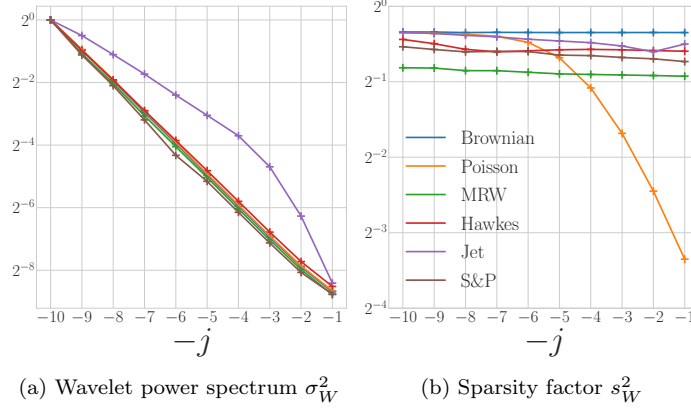 2^0
2^−2
2^−4
2^−6
2^−8
−10 −9 −8 −7 −6 −5 −4 −3 −2 −1
−j
(a) Wavelet power spectrum σ_W^2
2^0
2^−1
2^−2
2^−3
2^−4
Brownian
Poisson
MRW
Hawkes
Jet
S&P
−10 −9 −8 −7 −6 −5 −4 −3 −2 −1
−j
(b) Sparsity factor s_W^2